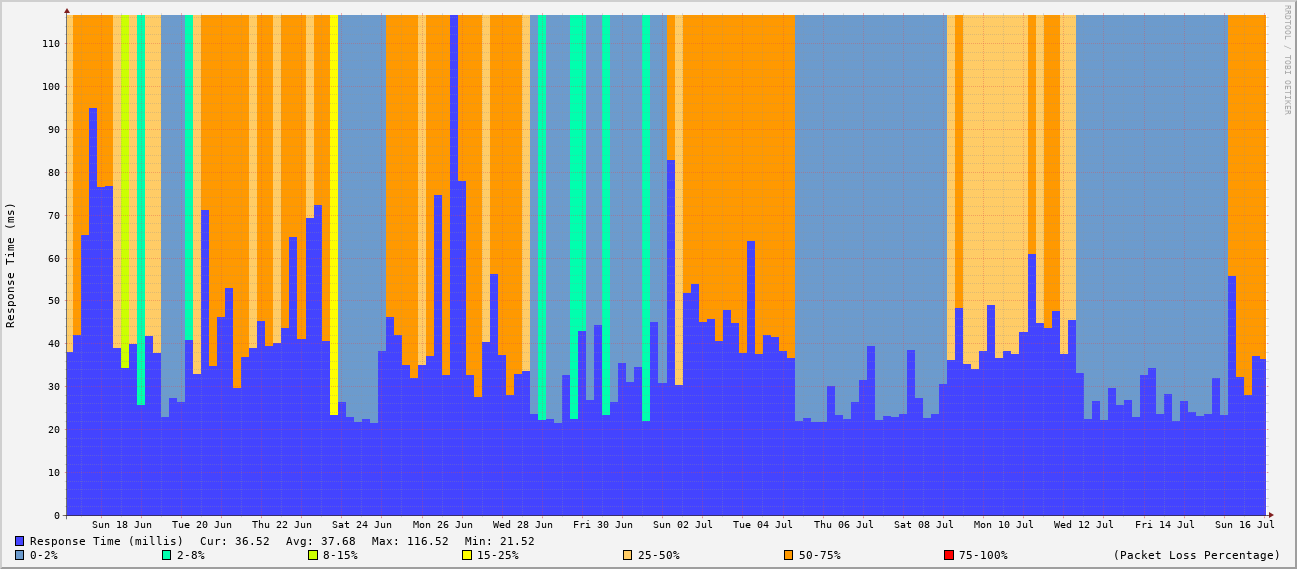 RRDTOOL / TOBI OETIKER
Response Time (ms)
110
100
90
80
70
60
50
40
30
20
10
0
Sun 18 Jun Tue 20 Jun Thu 22 Jun Sat 24 Jun Mon 26 Jun Wed 28 Jun Fri 30 Jun Sun 02 Jul Tue 04 Jul Thu 06 Jul Sat 08 Jul Mon 10 Jul Wed 12 Jul Fri 14 Jul Sun 16 Jul
Response Time (millis) Cur: 36.52 Avg: 37.68 Max: 116.52 Min: 21.52
0-2% 2-8% 8-15% 15-25% 25-50% 50-75% 75-100% (Packet Loss Percentage)